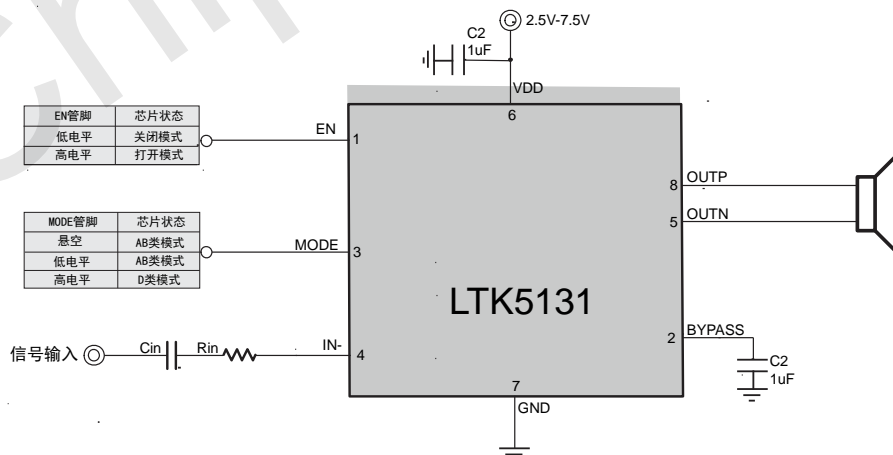 Chip
2.5V-7.5V
C2
1uF
VDD
6
EN管脚 芯片状态
低电平 关闭模式
高电平 打开模式
EN
1
8
OUTP
5
OUTN
MODE管脚 芯片状态
悬空 AB类模式
低电平 AB类模式
高电平 D类模式
MODE
3
LTK5131
2
BYPASS
C2
1uF
信号输入
Cin
Rin
IN-
4
7
GND